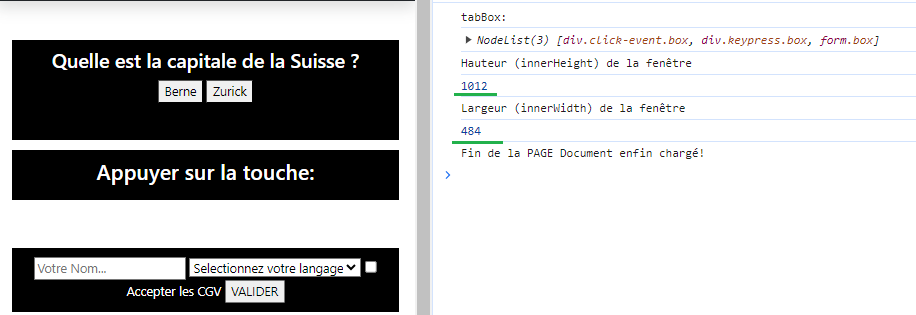 Quelle est la capitale de la Suisse ?
Berne Zurick
Appuyer sur la touche:
Votre Nom... Selectionnez votre langage
Accepter les CGV VALIDER
tabBox:
NodeList(3) [div.click-event.box, div.keypress.box, form.box]
Hauteur (innerHeight) de la fenêtre
1012
Largeur (innerWidth) de la fenêtre
484
Fin de la PAGE Document enfin chargé!